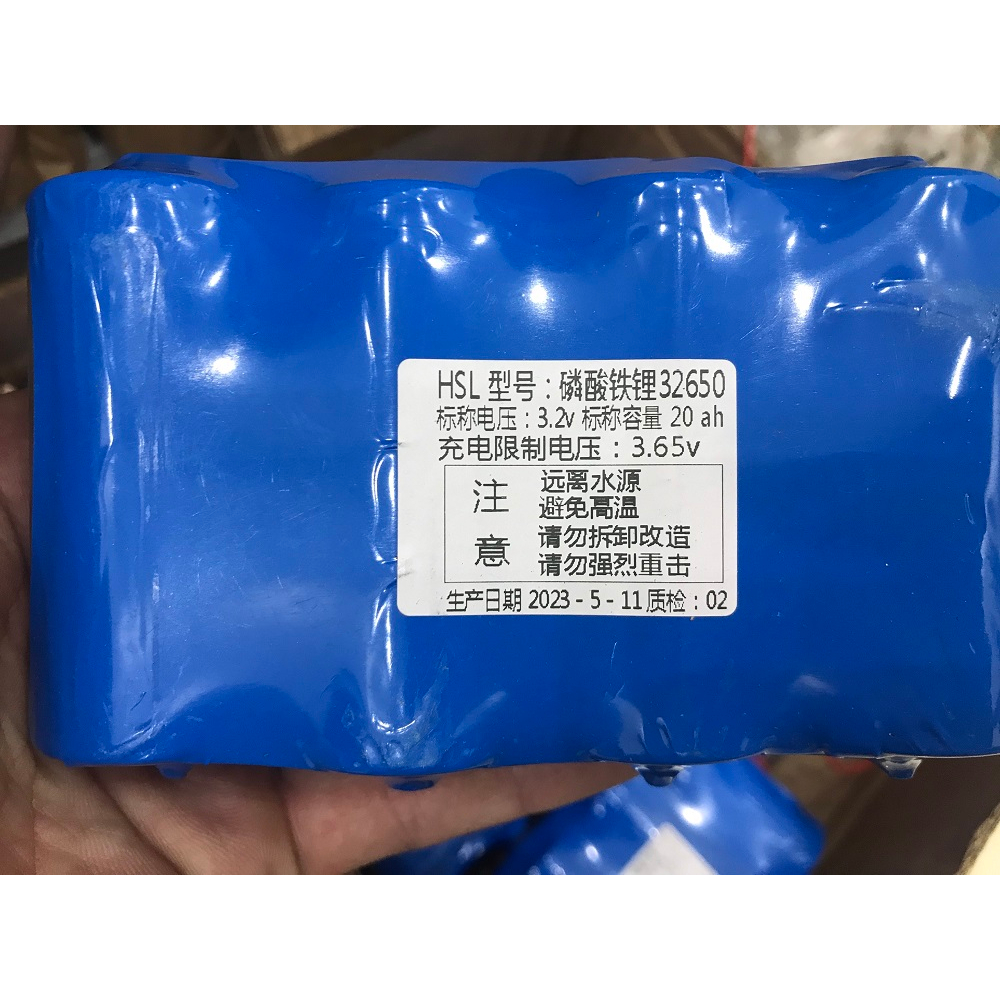 HSL 型号：磷酸铁锂32650
标称电压：3.2v 标称容量 20 ah
充电限制电压：3.65v
注意
远离水源
避免高温
请勿拆卸改造
请勿强烈重击
生产日期 2023 - 5 - 11 质检：02